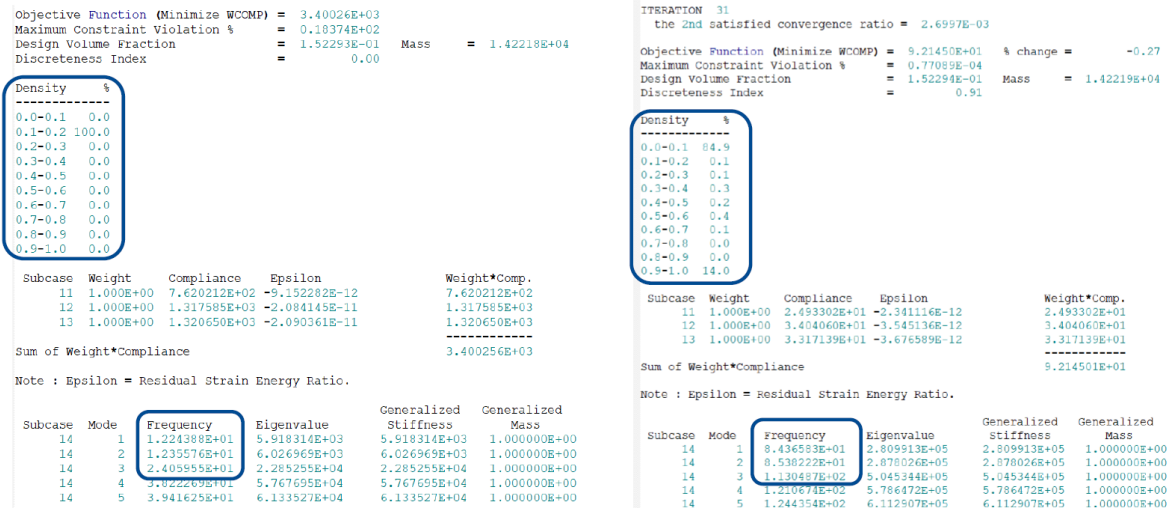 Objective Function (Minimize WCOMP) = 3.40026E+03
Maximum Constraint Violation % = 0.18374E+02
Design Volume Fraction = 1.52293E-01 Mass = 1.42218E+04
Discreteness Index = 0.00
Density %
-------------
0.0-0.1 0.0
0.1-0.2 100.0
0.2-0.3 0.0
0.3-0.4 0.0
0.4-0.5 0.0
0.5-0.6 0.0
0.6-0.7 0.0
0.7-0.8 0.0
0.8-0.9 0.0
0.9-1.0 0.0
Subcase Weight Compliance Epsilon Weight*Comp.
11 1.000E+00 7.620212E+02 -9.152282E-12 7.620212E+02
12 1.000E+00 1.317585E+03 -2.084145E-11 1.317585E+03
13 1.000E+00 1.320650E+03 -2.090361E-11 1.320650E+03
-------------
Sum of Weight*Compliance 3.400256E+03
Note : Epsilon = Residual Strain Energy Ratio.
Generalized Generalized
Subcase Mode Frequency Eigenvalue Stiffness Mass
14 1 1.224388E+01 5.918314E+03 5.918314E+03 1.000000E+00
14 2 1.235576E+01 6.026969E+03 6.026969E+03 1.000000E+00
14 3 2.405955E+01 2.285255E+04 2.285255E+04 1.000000E+00
14 4 3.822269E+01 5.767695E+04 5.767695E+04 1.000000E+00
14 5 3.941625E+01 6.133527E+04 6.133527E+04 1.000000E+00
ITERATION 31
the 2nd satisfied convergence ratio = 2.6997E-03
Objective Function (Minimize WCOMP) = 9.21450E+01 % change = -0.27
Maximum Constraint Violation % = 0.77089E-04
Design Volume Fraction = 1.52294E-01 Mass = 1.42219E+04
Discreteness Index = 0.91
Density %
-------------
0.0-0.1 84.9
0.1-0.2 0.1
0.2-0.3 0.1
0.3-0.4 0.3
0.4-0.5 0.2
0.5-0.6 0.4
0.6-0.7 0.1
0.7-0.8 0.0
0.8-0.9 0.0
0.9-1.0 14.0
Subcase Weight Compliance Epsilon Weight*Comp.
11 1.000E+00 2.493302E+01 -2.341116E-12 2.493302E+01
12 1.000E+00 3.404060E+01 -3.545136E-12 3.404060E+01
13 1.000E+00 3.317139E+01 -3.676589E-12 3.317139E+01
-------------
Sum of Weight*Compliance 9.214501E+01
Note : Epsilon = Residual Strain Energy Ratio.
Generalized Generalized
Subcase Mode Frequency Eigenvalue Stiffness Mass
14 1 8.436583E+01 2.809913E+05 2.809913E+05 1.000000E+00
14 2 8.538222E+01 2.878026E+05 2.878026E+05 1.000000E+00
14 3 1.130487E+02 5.045344E+05 5.045344E+05 1.000000E+00
14 4 1.210674E+02 5.786472E+05 5.786472E+05 1.000000E+00
14 5 1.244354E+02 6.112907E+05 6.112907E+05 1.000000E+00